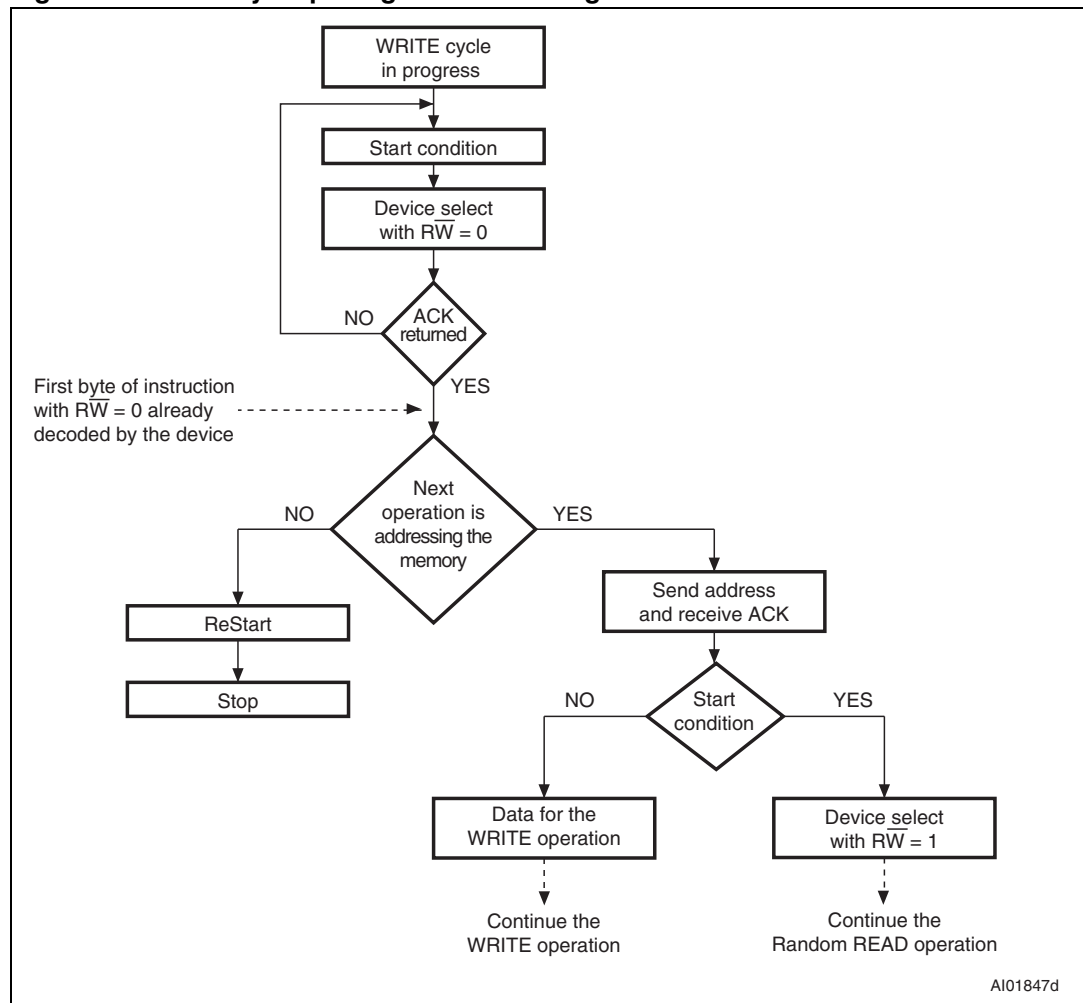 WRITE cycle
in progress
Start condition
Device select
with RW̅ = 0
ACK
returned
NO
YES
First byte of instruction
with RW̅ = 0 already
decoded by the device
Next
operation is
addressing the
memory
NO
YES
ReStart
Stop
Send address
and receive ACK
Start
condition
NO
YES
Data for the
WRITE operation
Device select
with RW̅ = 1
Continue the
WRITE operation
Continue the
Random READ operation
AI01847d